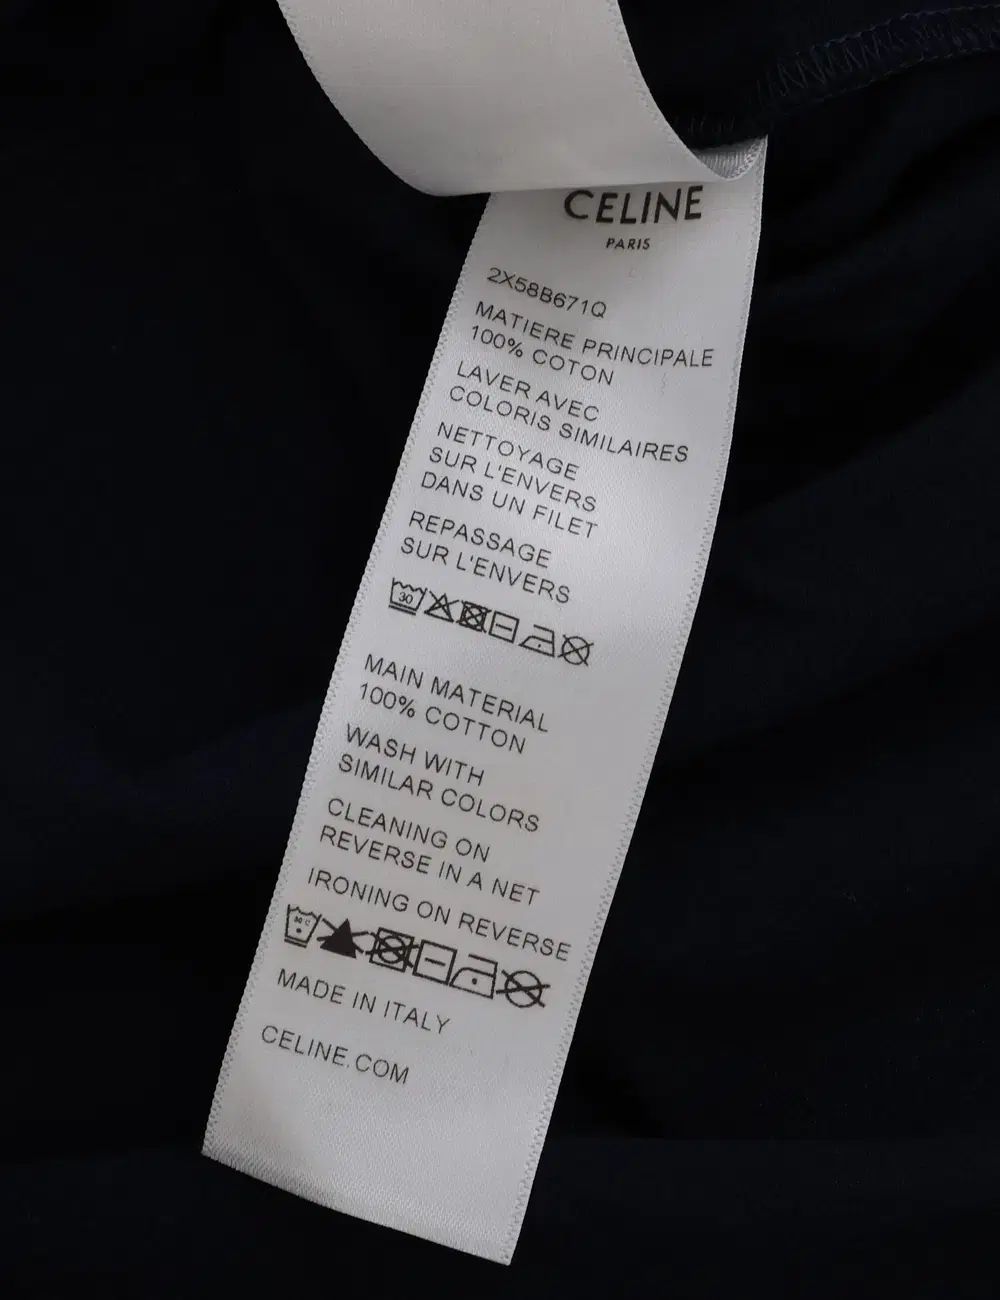 CELINE
PARIS
2X58B671Q
MATIERE PRINCIPALE
100% COTON
LAVER AVEC
COLORIS SIMILAIRES
NETTOYAGE
SUR L'ENVERS
DANS UN FILET
REPASSAGE
SUR L'ENVERS
30
MAIN MATERIAL
100% COTTON
WASH WITH
SIMILAR COLORS
CLEANING ON
REVERSE IN A NET
IRONING ON REVERSE
MADE IN ITALY
CELINE.COM